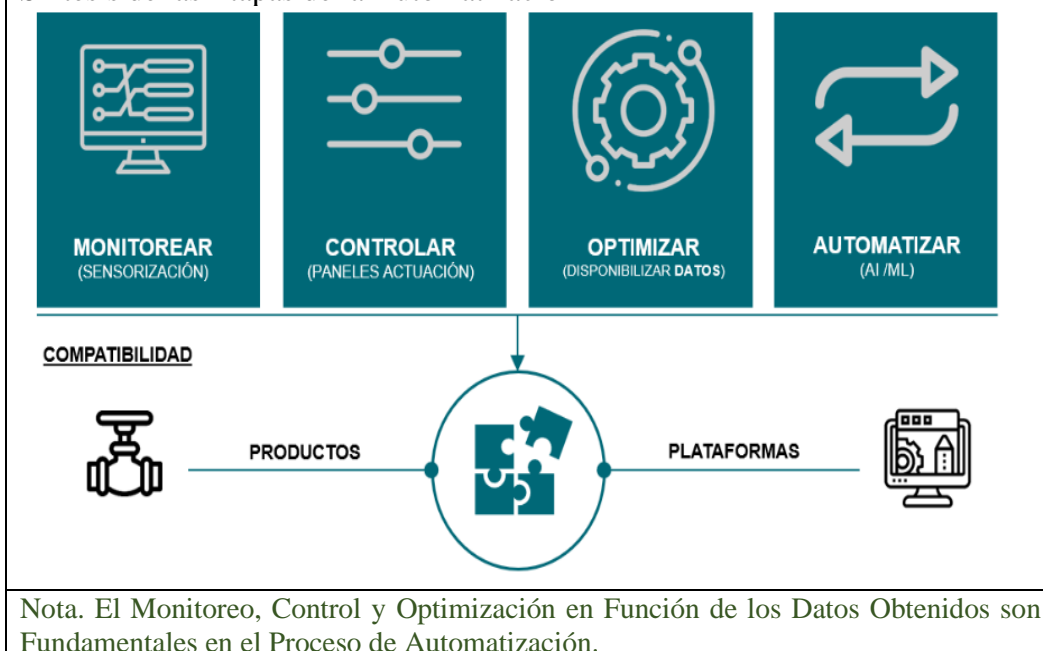 MONITOREAR
(SENSORIZACIÓN)
CONTROLAR
(PANELES ACTUACIÓN)
OPTIMIZAR
(DISPONIBILIZAR DATOS)
AUTOMATIZAR
(AI /ML)
COMPATIBILIDAD
PRODUCTOS
PLATAFORMAS
Nota. El Monitoreo, Control y Optimización en Función de los Datos Obtenidos son
Fundamentales en el Proceso de Automatización.